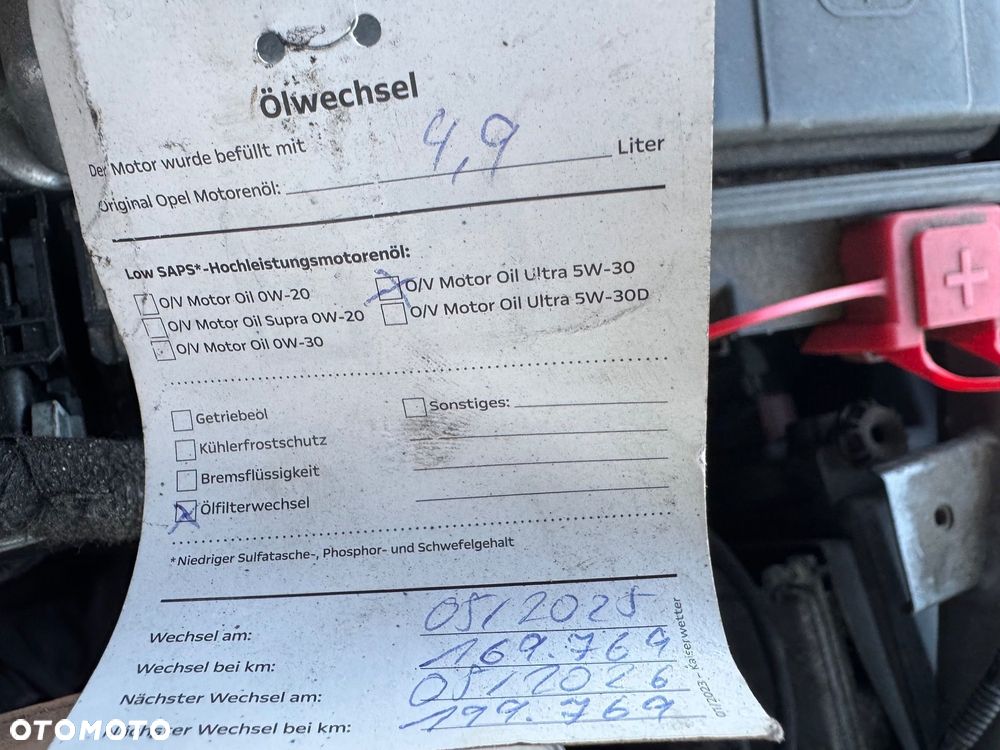 Ölwechsel
Der Motor wurde befüllt mit
Original Opel Motorenöl: 4,9 Liter
Low SAPS*-Hochleistungsmotorenöl:
O/V Motor Oil 0W-20
O/V Motor Oil Ultra 5W-30
O/V Motor Oil Supra 0W-20
O/V Motor Oil Ultra 5W-30D
O/V Motor Oil 0W-30
Getriebeöl
Sonstiges:
Kühlerfrostschutz
Bremsflüssigkeit
Ölfilterwechsel
*Niedriger Sulfatasche-, Phosphor- und Schwefelgehalt
Wechsel am: 05/2025
Wechsel bei km: 169.769
Nächster Wechsel am: 05/2026
Nächster Wechsel bei km: 199.769
01/2023 - Kaiserwetter
OTOMOTO